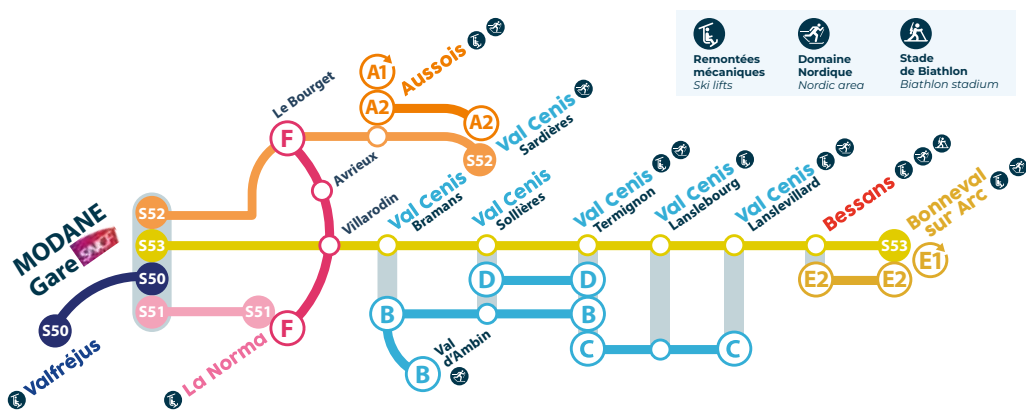 Remontées
mécaniques
Ski lifts
Domaine
Nordique
Nordic area
Stade
de Biathlon
Biathlon stadium
MODANE
Gare
SNCF
S52
S53
S50
S51
S50
Valfréjus
S51
La Norma
F
F
Le Bourget
Avrieux
Villarodin
A1
A2
Aussois
A2
S52
Val Cenis
Sardières
Val Cenis
Bramans
Val Cenis
Sollières
Val Cenis
Termignon
Val Cenis
Lanslebourg
Val Cenis
Lanslevillard
Bessans
Bonneval
sur Arc
S53
E1
E2
E2
D
D
B
B
B
Val
d'Ambin
C
C